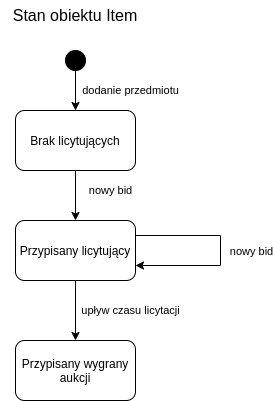 Stan obiektu Item
dodanie przedmiotu
Brak licytujących
nowy bid
Przypisany licytujący
nowy bid
upływ czasu licytacji
Przypisany wygrany
aukcji